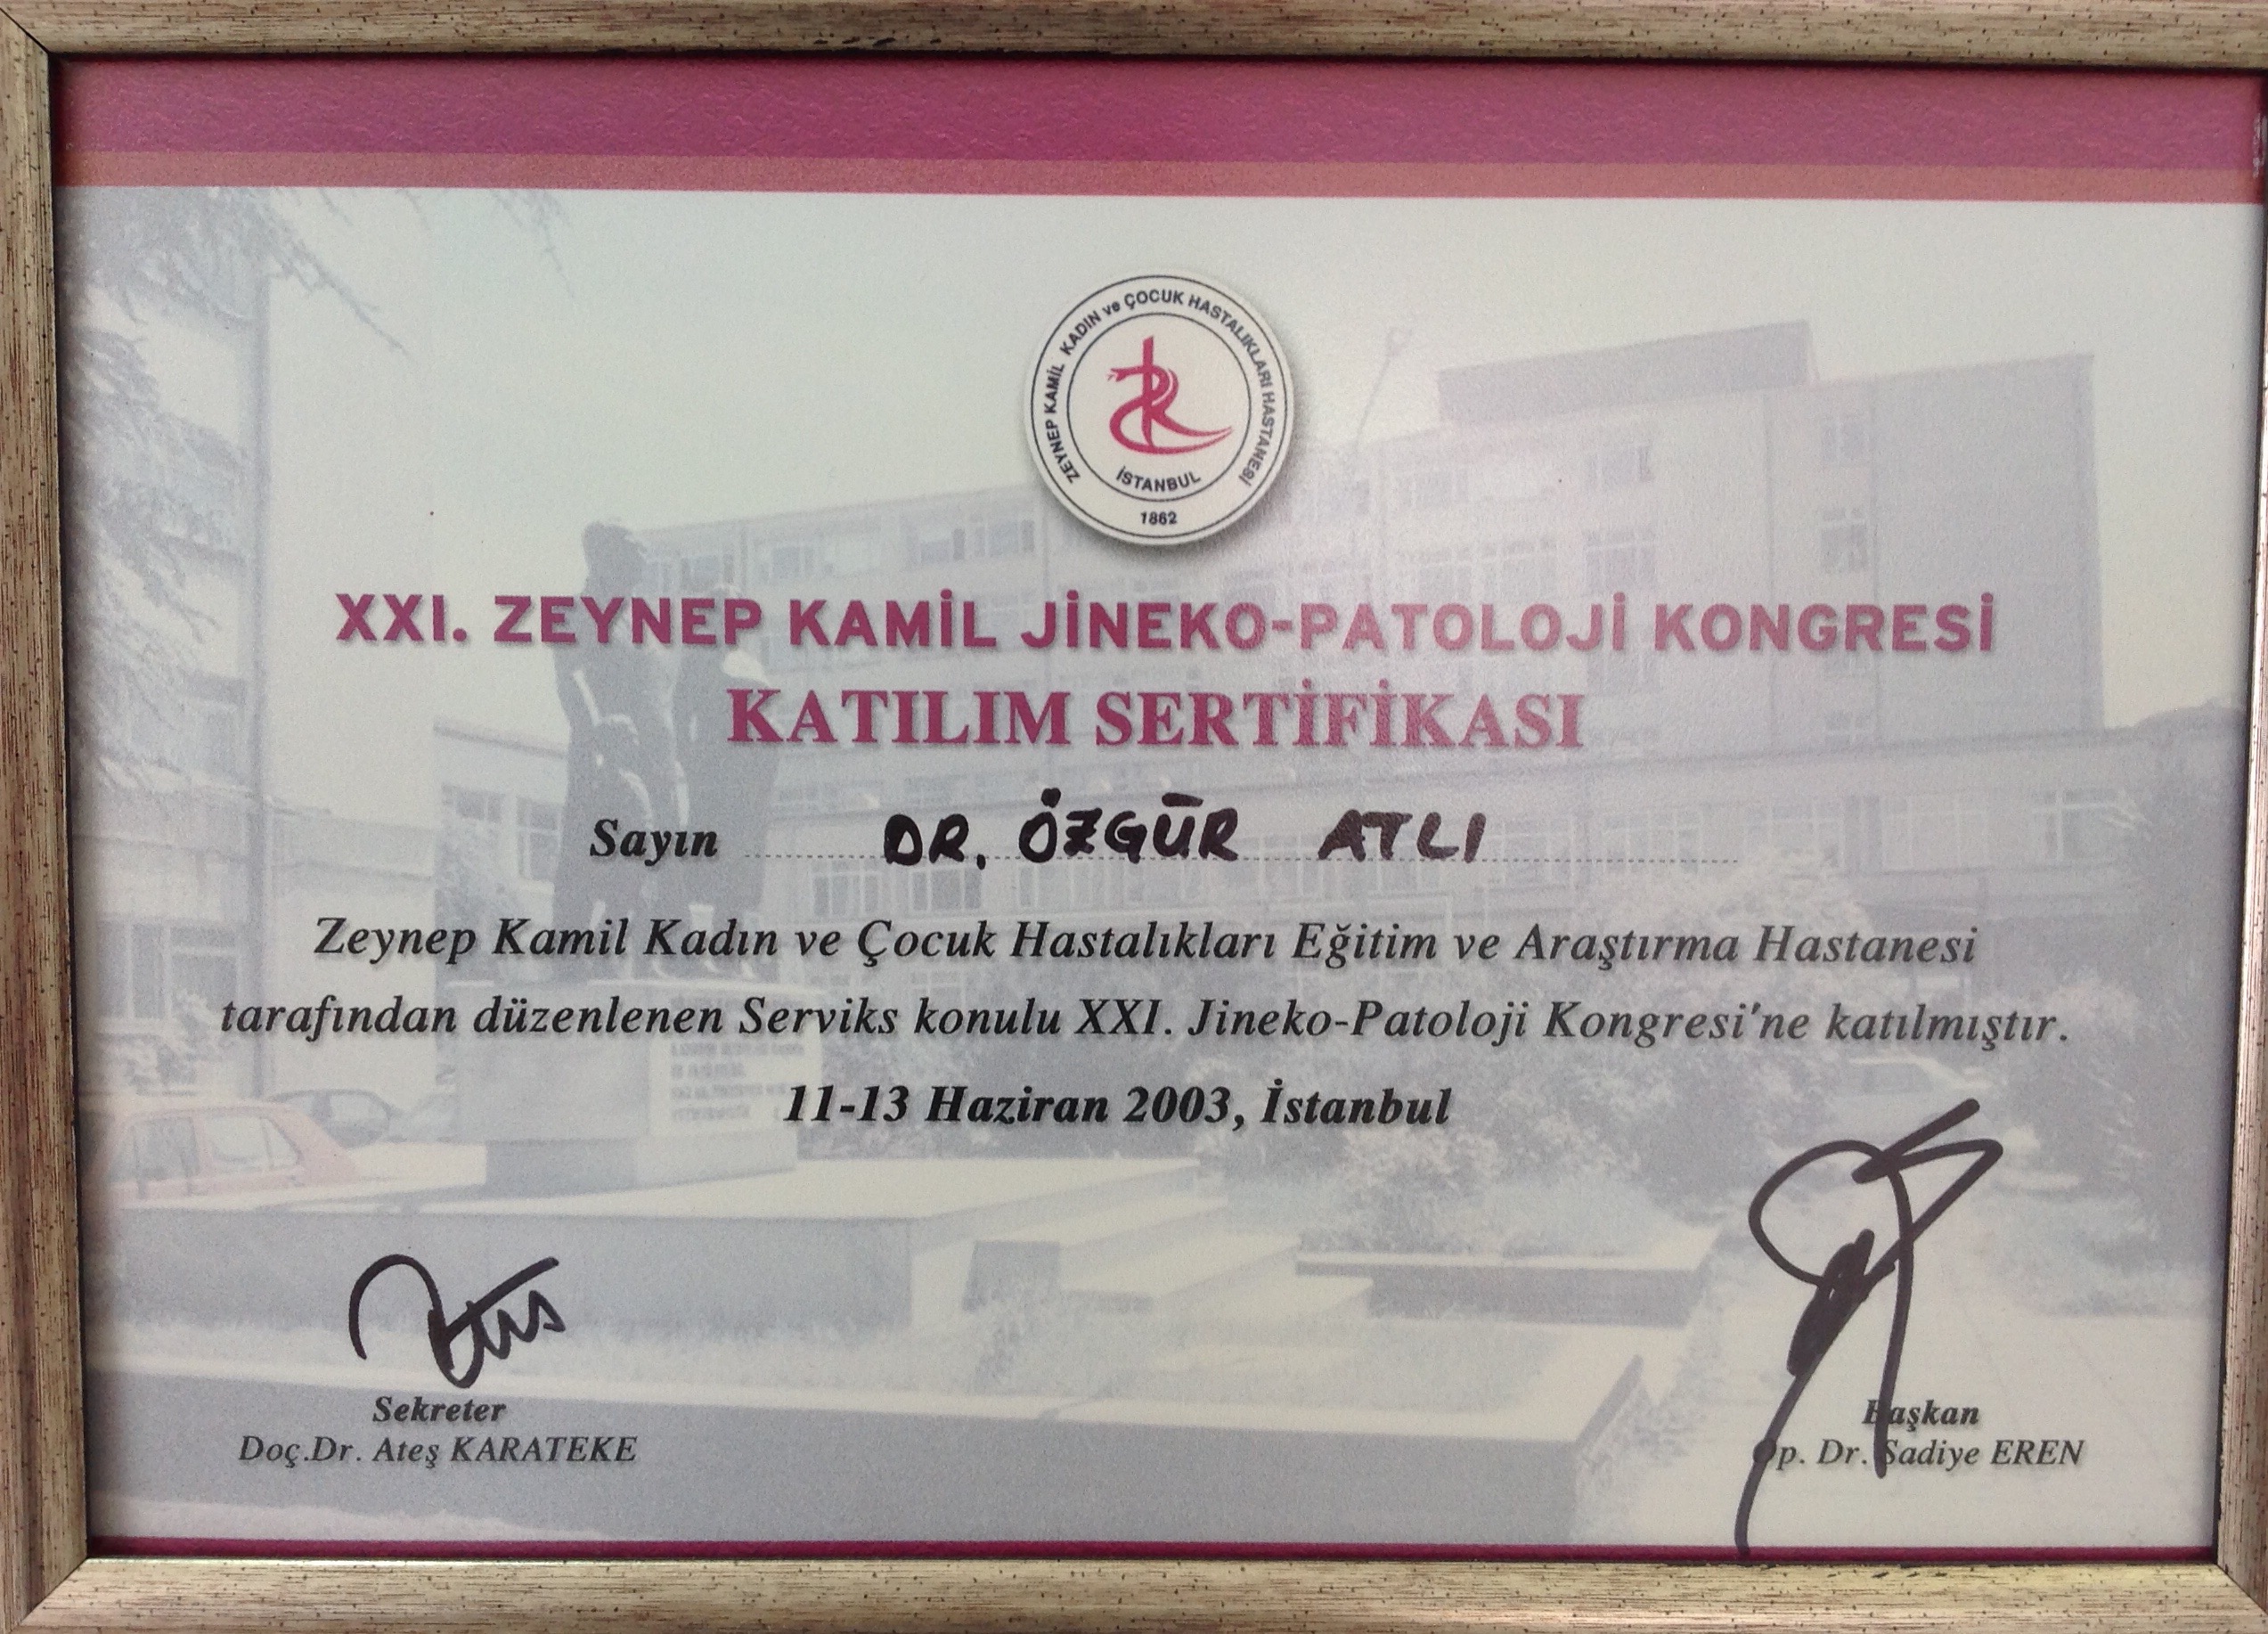 ZEYNEP KAMİL KADIN ve ÇOCUK HASTALIKLARI HASTANESİ
İSTANBUL
1862
XXI. ZEYNEP KAMİL JİNEKO-PATOLOJİ KONGRESİ
KATILIM SERTİFİKASI
Sayın DR. ÖZGÜR ATLI
Zeynep Kamil Kadın ve Çocuk Hastalıkları Eğitim ve Araştırma Hastanesi
tarafından düzenlenen Serviks konulu XXI. Jineko-Patoloji Kongresi'ne katılmıştır.
11-13 Haziran 2003, İstanbul
Sekreter
Doç.Dr. Ateş KARATEKE
Başkan
Op. Dr. Sadiye EREN